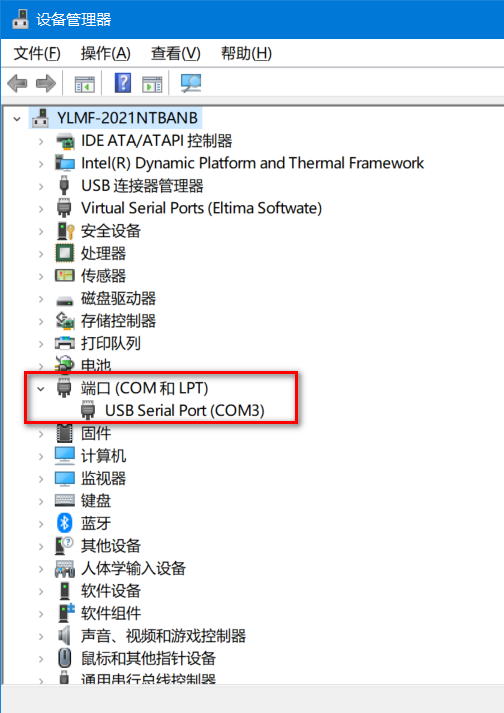 设备管理器
文件(F) 操作(A) 查看(V) 帮助(H)
YLMF-2021NTBANB
IDE ATA/ATAPI 控制器
Intel(R) Dynamic Platform and Thermal Framework
USB 连接器管理器
Virtual Serial Ports (Eltima Softwate)
安全设备
处理器
传感器
磁盘驱动器
存储控制器
打印队列
电池
端口 (COM 和 LPT)
USB Serial Port (COM3)
固件
计算机
监视器
键盘
蓝牙
其他设备
人体学输入设备
软件设备
软件组件
声音、视频和游戏控制器
鼠标和其他指针设备
通用串行总线控制器